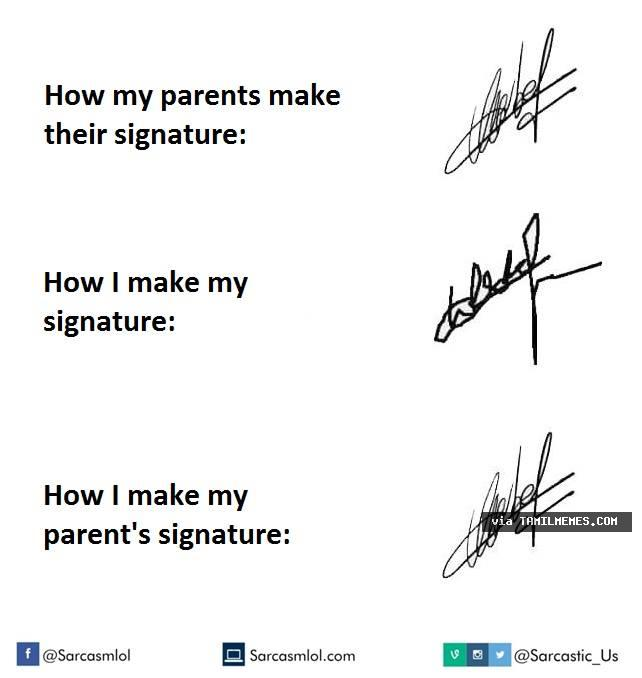 How my parents make
their signature:
How I make my
signature:
How I make my
parent's signature:
via TAMILMEMES.COM
f @Sarcasmlol
Sarcasmlol.com
@Sarcastic_Us